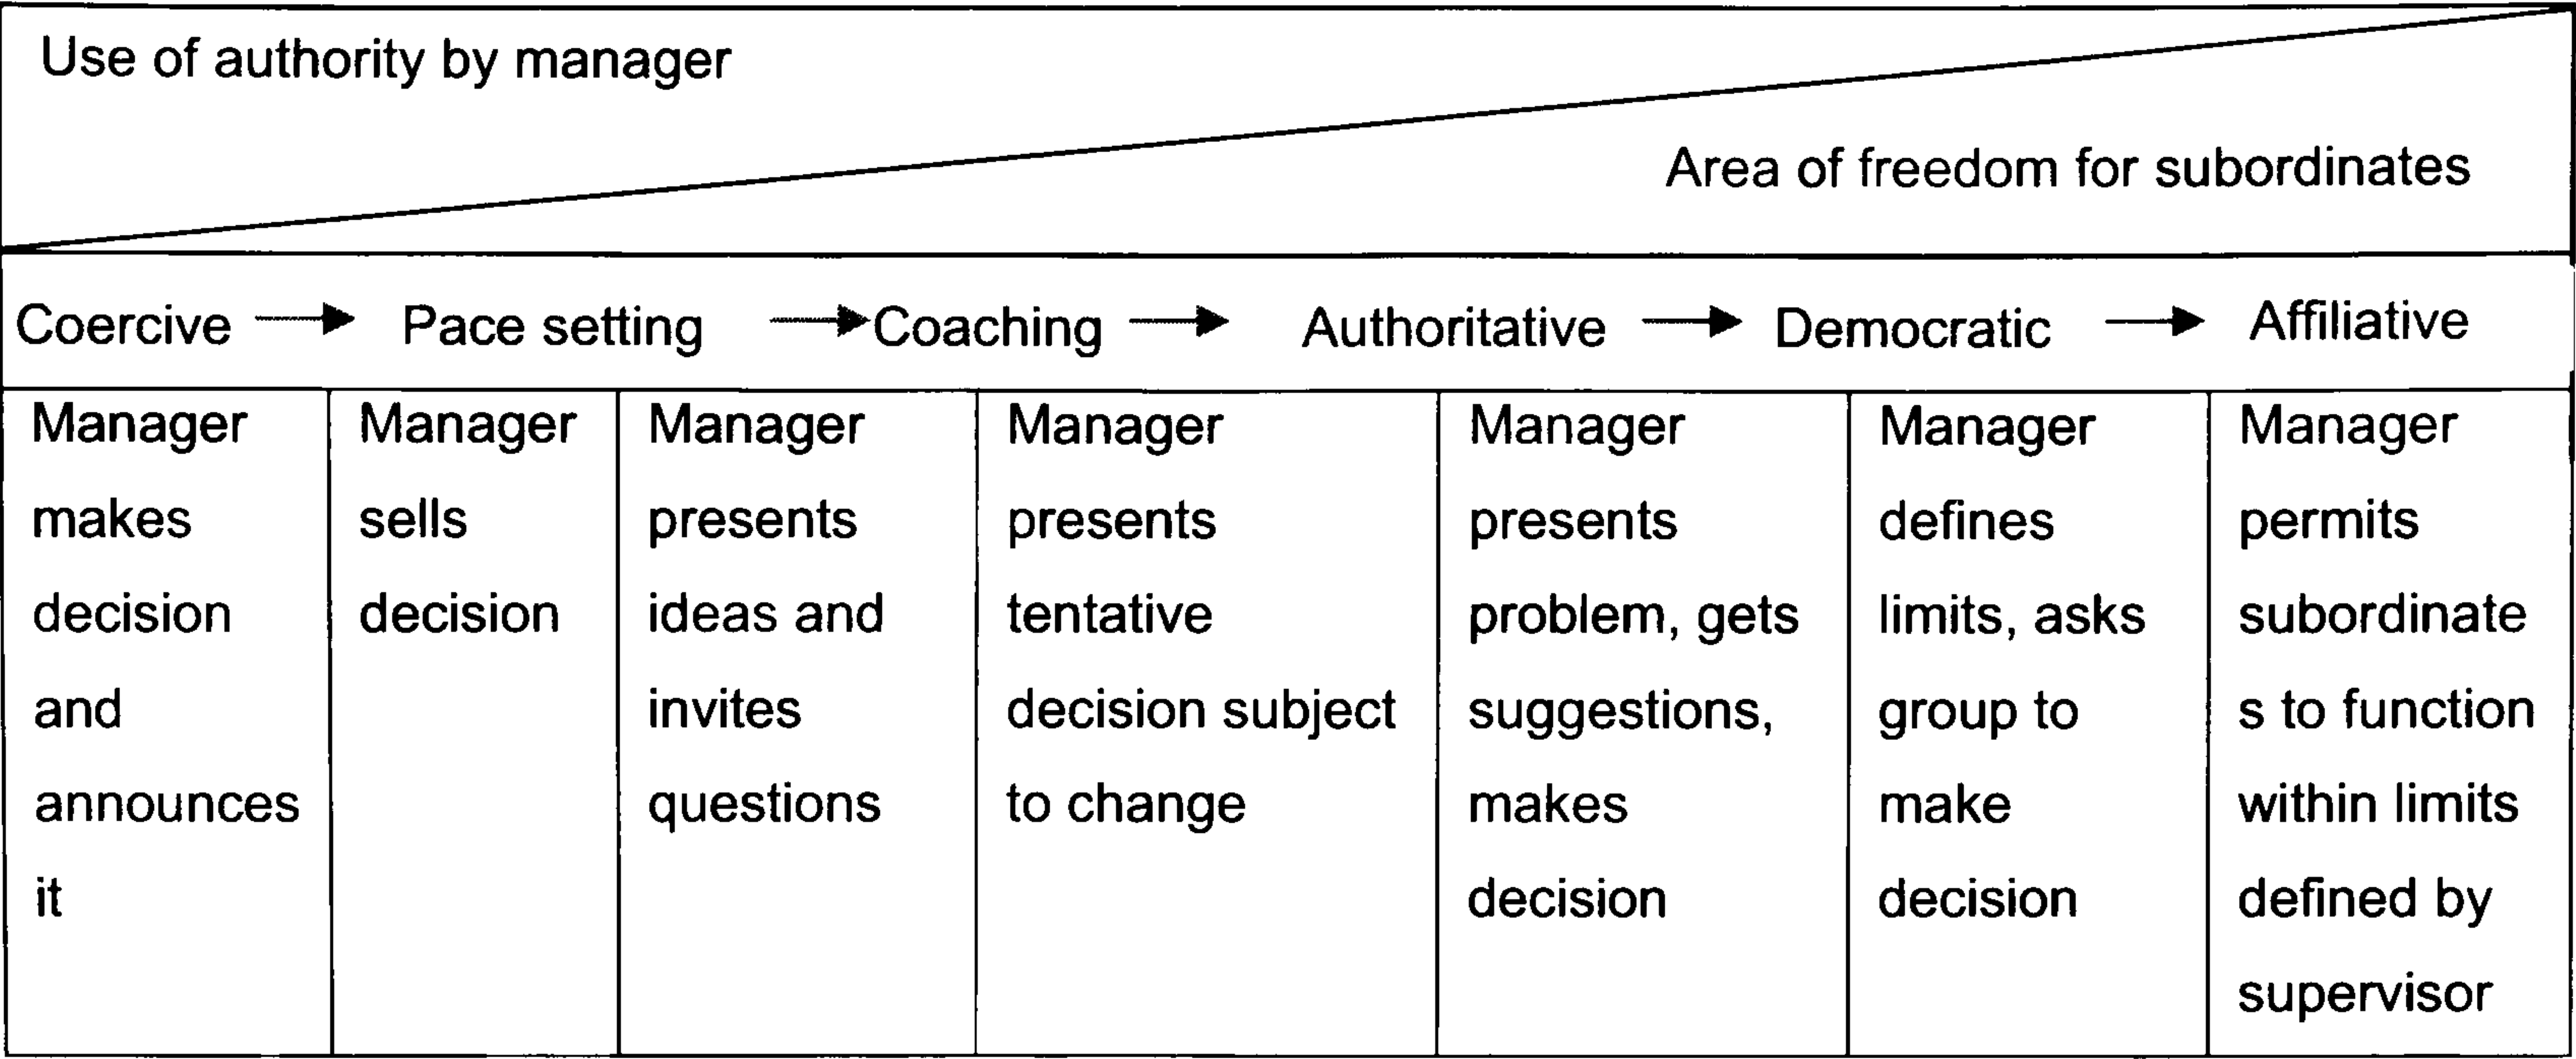 Use of authority by manager
Area of freedom for subordinates
Coercive → Pace setting → Coaching → Authoritative → Democratic → Affiliative
Manager
makes
decision
and
announces
it
Manager
sells
decision
Manager
presents
ideas and
invites
questions
Manager
presents
tentative
decision subject
to change
Manager
presents
problem, gets
suggestions,
makes
decision
Manager
defines
limits, asks
group to
make
decision
Manager
permits
subordinate
s to function
within limits
defined by
supervisor